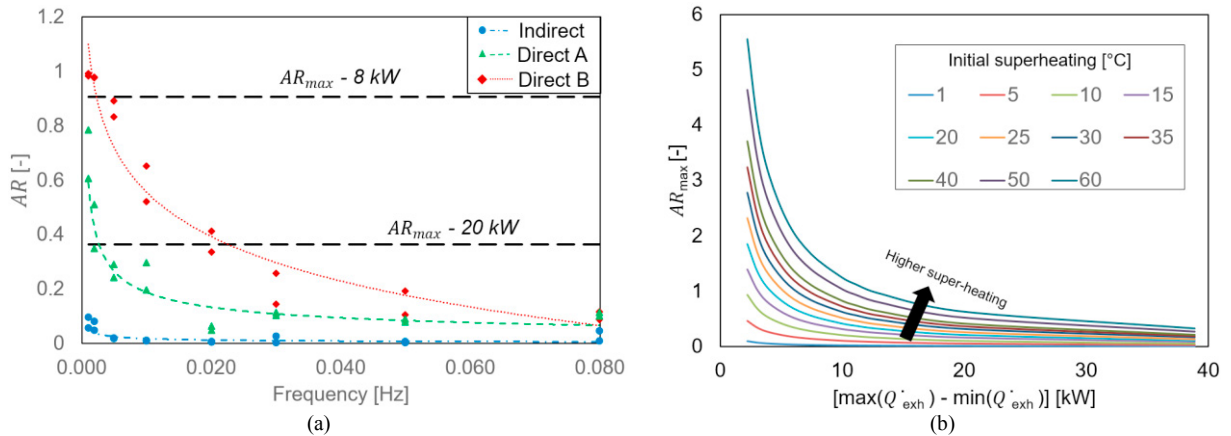 1.2
1
0.8
0.6
0.4
0.2
0
AR [-]
Indirect
Direct A
Direct B
AR_max - 8 kW
AR_max - 20 kW
0.000 0.020 0.040 0.060 0.080
Frequency [Hz]
(a)
6
5
4
3
2
1
0
AR_max [-]
Initial superheating [°C]
1 5 10 15
20 25 30 35
40 50 60
Higher super-heating
0 10 20 30 40
[max(Q˙exh) - min(Q˙exh)] [kW]
(b)